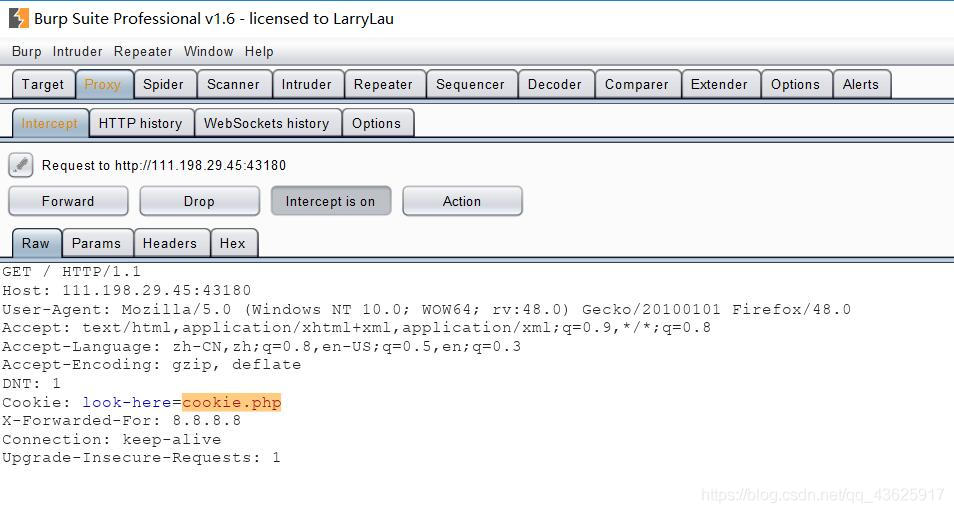 Burp Suite Professional v1.6 - licensed to LarryLau
Burp Intruder Repeater Window Help
Target Proxy Spider Scanner Intruder Repeater Sequencer Decoder Comparer Extender Options Alerts
Intercept HTTP history WebSockets history Options
Request to http://111.198.29.45:43180
Forward Drop Intercept is on Action
Raw Params Headers Hex
GET / HTTP/1.1
Host: 111.198.29.45:43180
User-Agent: Mozilla/5.0 (Windows NT 10.0; WOW64; rv:48.0) Gecko/20100101 Firefox/48.0
Accept: text/html,application/xhtml+xml,application/xml;q=0.9,*/*;q=0.8
Accept-Language: zh-CN,zh;q=0.8,en-US;q=0.5,en;q=0.3
Accept-Encoding: gzip, deflate
DNT: 1
Cookie: look-here=cookie.php
X-Forwarded-For: 8.8.8.8
Connection: keep-alive
Upgrade-Insecure-Requests: 1
https://blog.csdn.net/qq_43625917